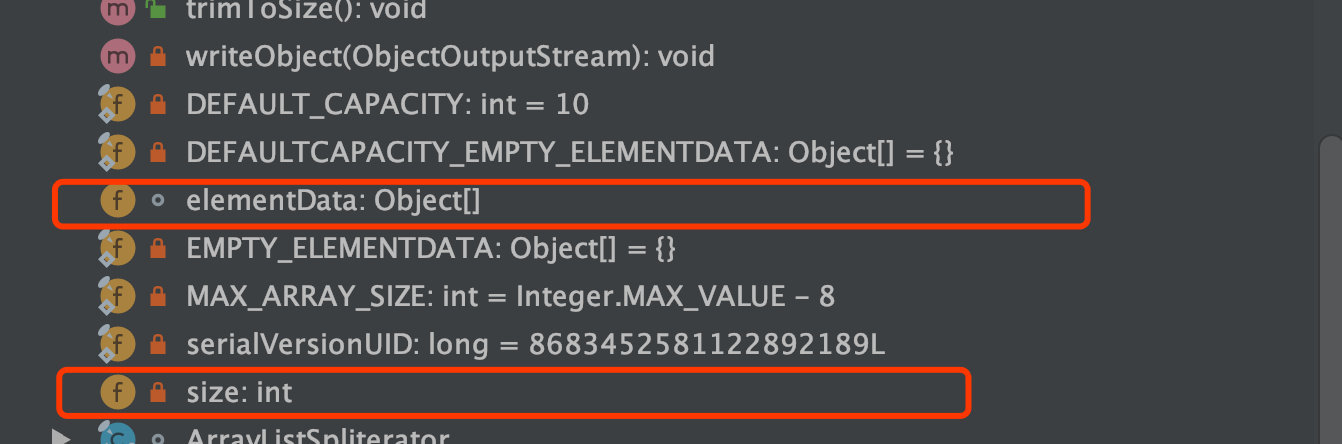 trimToSize(): void
writeObject(ObjectOutputStream): void
DEFAULT_CAPACITY: int = 10
DEFAULTCAPACITY_EMPTY_ELEMENTDATA: Object[] = {}
elementData: Object[]
EMPTY_ELEMENTDATA: Object[] = {}
MAX_ARRAY_SIZE: int = Integer.MAX_VALUE - 8
serialVersionUID: long = 8683452581122892189L
size: int
ArrayListSpliterator